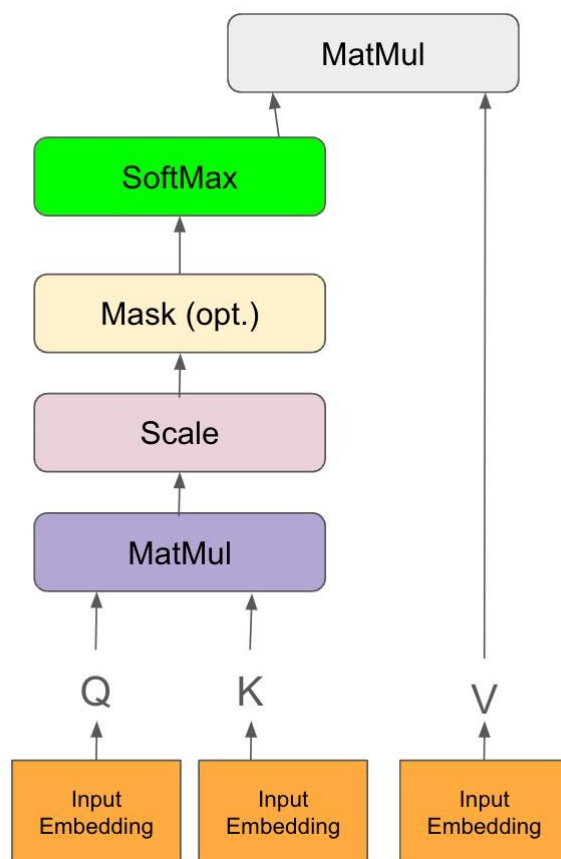 MatMul
SoftMax
Mask (opt.)
Scale
MatMul
Q K V
Input Input Input
Embedding Embedding Embedding